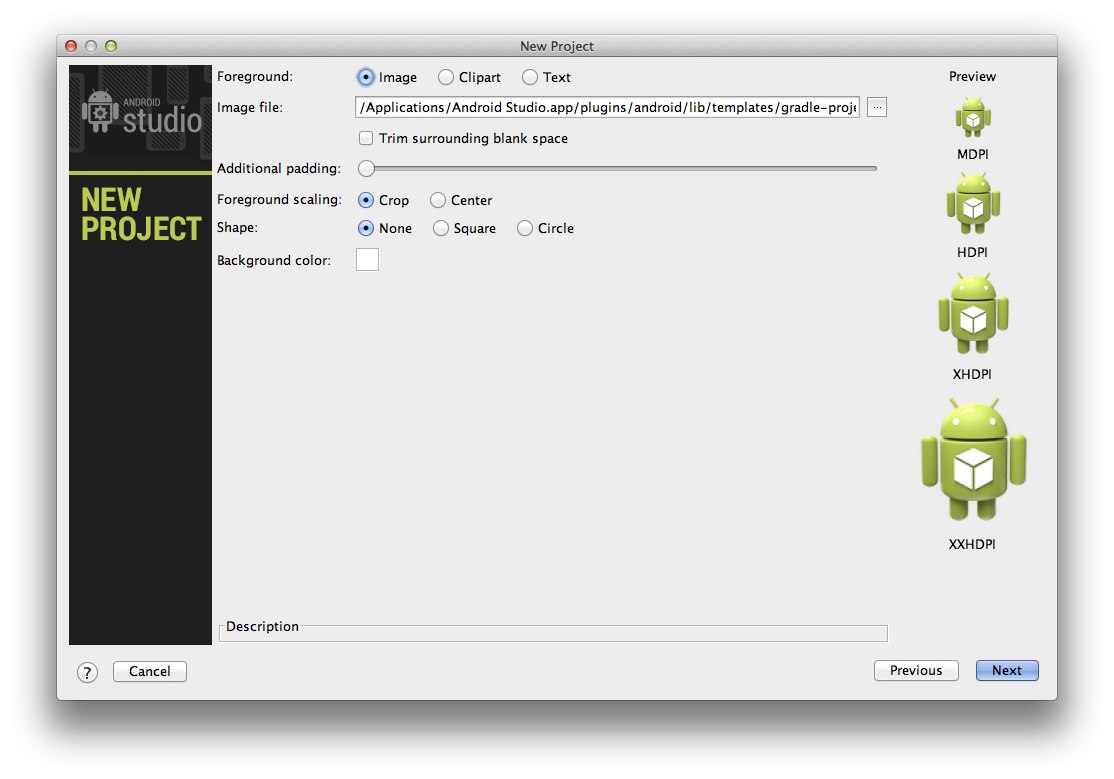 New Project
ANDROID
studio
NEW
PROJECT
Foreground: Image Clipart Text
Image file: /Applications/Android Studio.app/plugins/android/lib/templates/gradle-proje ...
Trim surrounding blank space
Additional padding:
Foreground scaling: Crop Center
Shape: None Square Circle
Background color:
Preview
MDPI
HDPI
XHDPI
XXHDPI
Description
? Cancel Previous Next